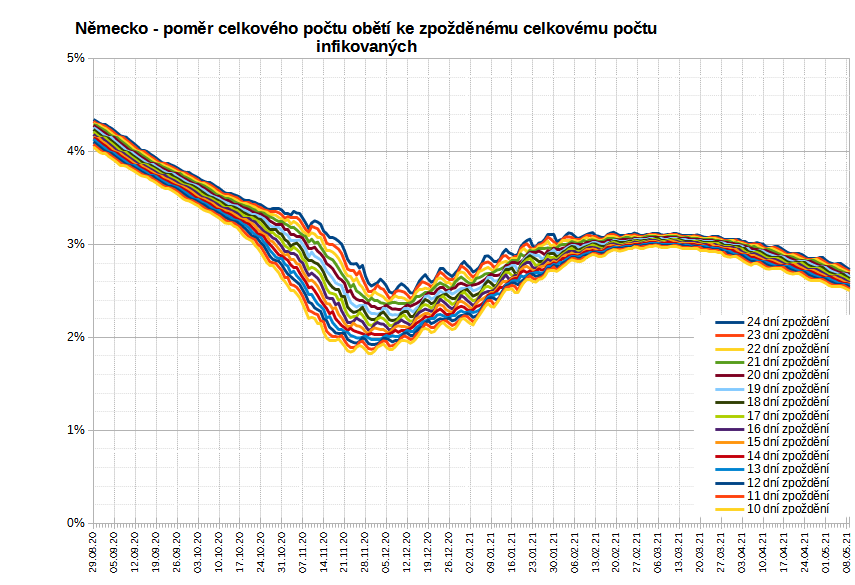 Německo - poměr celkového počtu obětí ke zpožděnému celkovému počtu
infikovaných
5%
4%
3%
2%
1%
0%
24 dní zpoždění
23 dní zpoždění
22 dní zpoždění
21 dní zpoždění
20 dní zpoždění
19 dní zpoždění
18 dní zpoždění
17 dní zpoždění
16 dní zpoždění
15 dní zpoždění
14 dní zpoždění
13 dní zpoždění
12 dní zpoždění
11 dní zpoždění
10 dní zpoždění
29.08.20
05.09.20
12.09.20
19.09.20
26.09.20
03.10.20
10.10.20
17.10.20
24.10.20
31.10.20
07.11.20
14.11.20
21.11.20
28.11.20
05.12.20
12.12.20
19.12.20
26.12.20
02.01.21
09.01.21
16.01.21
23.01.21
30.01.21
06.02.21
13.02.21
20.02.21
27.02.21
06.03.21
13.03.21
20.03.21
27.03.21
03.04.21
10.04.21
17.04.21
24.04.21
01.05.21
08.05.21